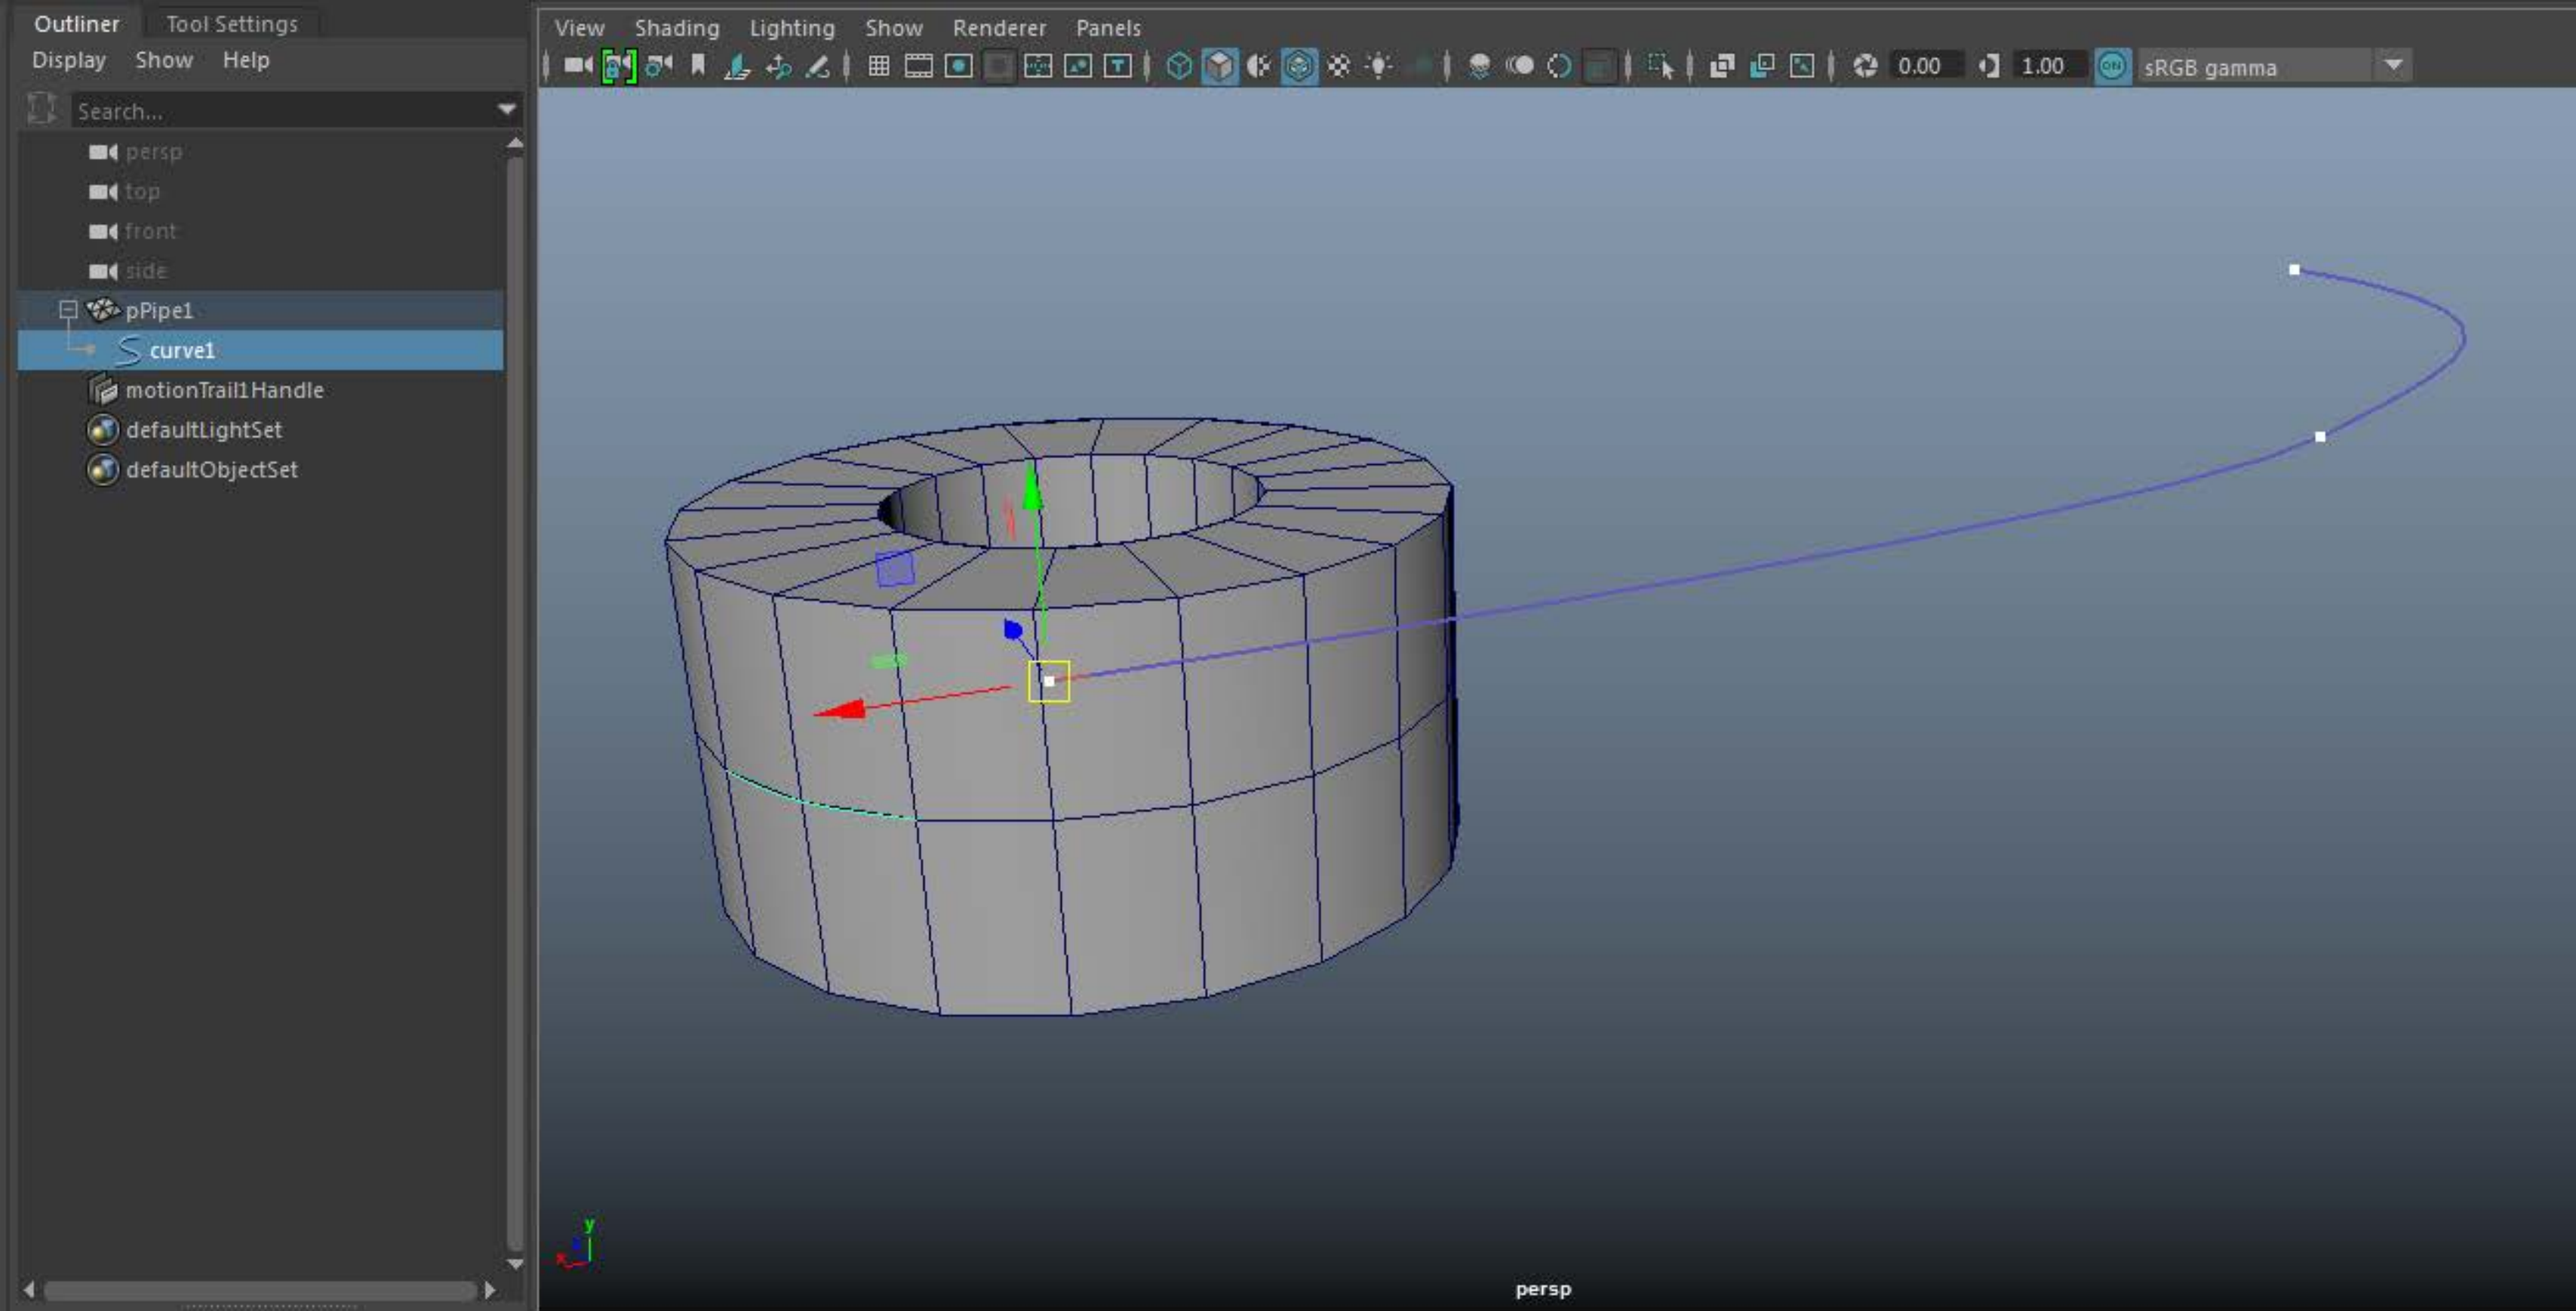 Outliner Tool Settings
Display Show Help
Search...
persp
top
front
side
pPipe1
curve1
motionTrail1Handle
defaultLightSet
defaultObjectSet
View Shading Lighting Show Renderer Panels
0.00 1.00 ON sRGB gamma
y
x
persp